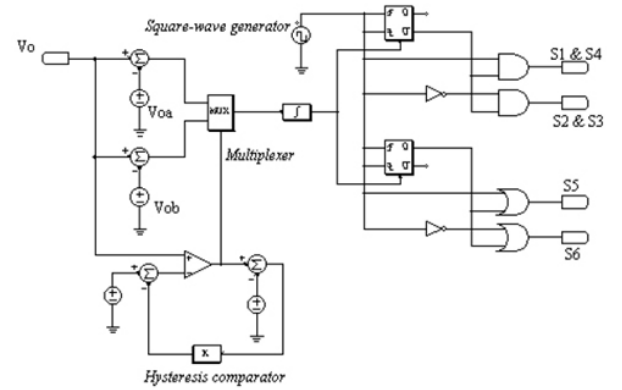 Square-wave generator
Vo
Voa
MUX
∫
Multiplexer
Vob
S1 & S4
S2 & S3
S5
S6
K
Hysteresis comparator